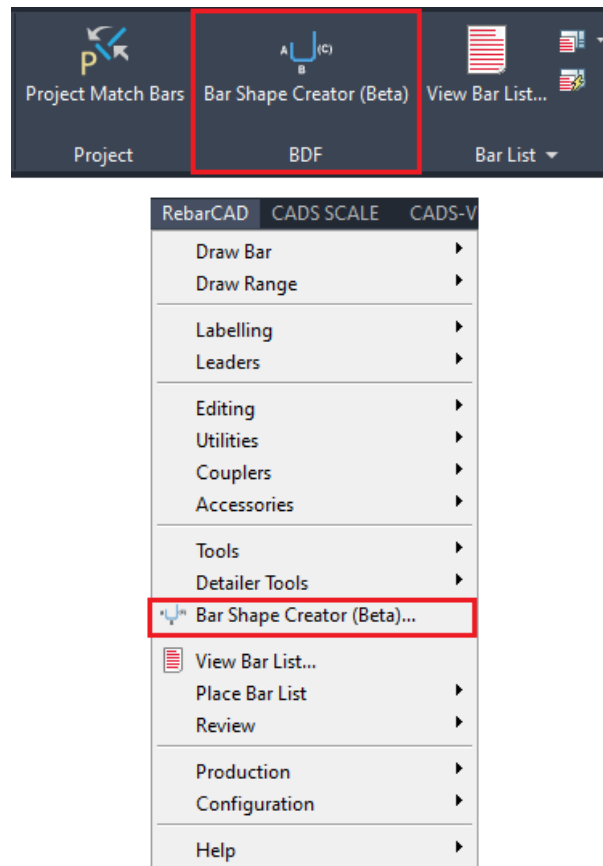 P
A (C)
B
Project Match Bars Bar Shape Creator (Beta) View Bar List...
Project BDF Bar List
RebarCAD CADS SCALE CADS-V
Draw Bar
Draw Range
Labelling
Leaders
Editing
Utilities
Couplers
Accessories
Tools
Detailer Tools
Bar Shape Creator (Beta)...
View Bar List...
Place Bar List
Review
Production
Configuration
Help